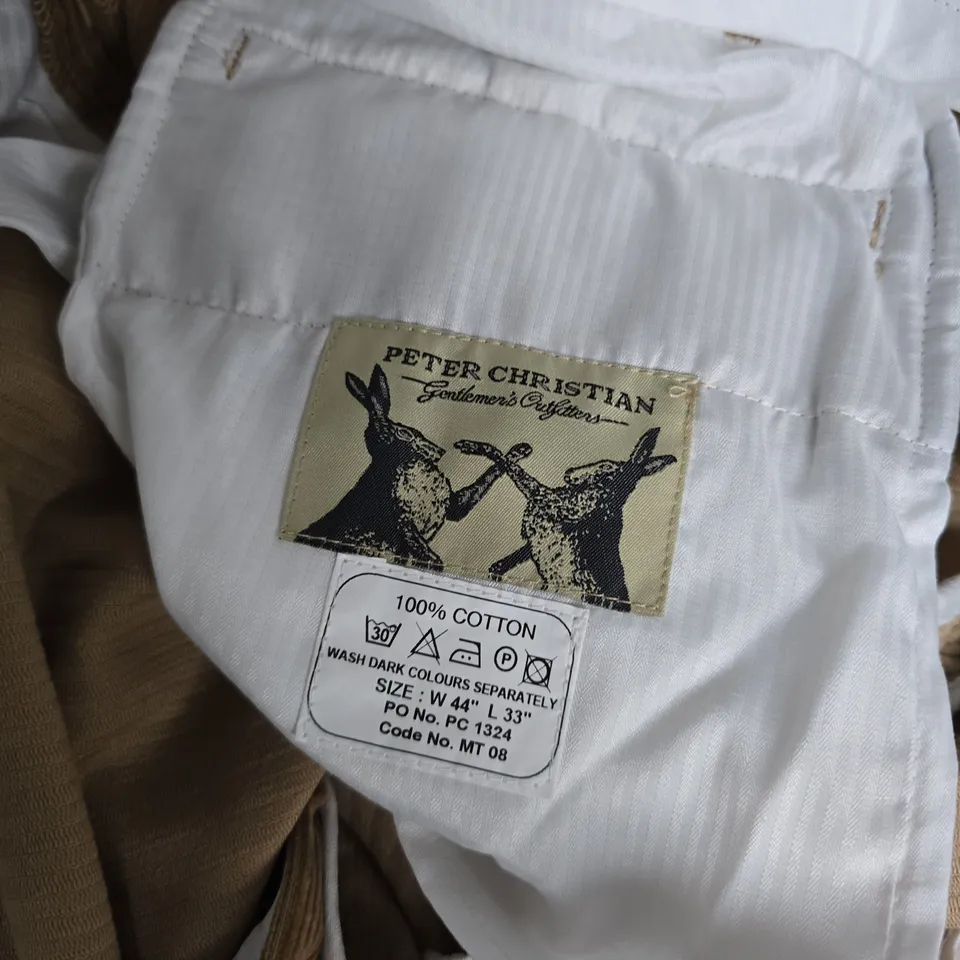 PETER CHRISTIAN
Gentlemen's Outfitters
100% COTTON
30°
P
WASH DARK COLOURS SEPARATELY
SIZE : W 44" L 33"
PO No. PC 1324
Code No. MT 08